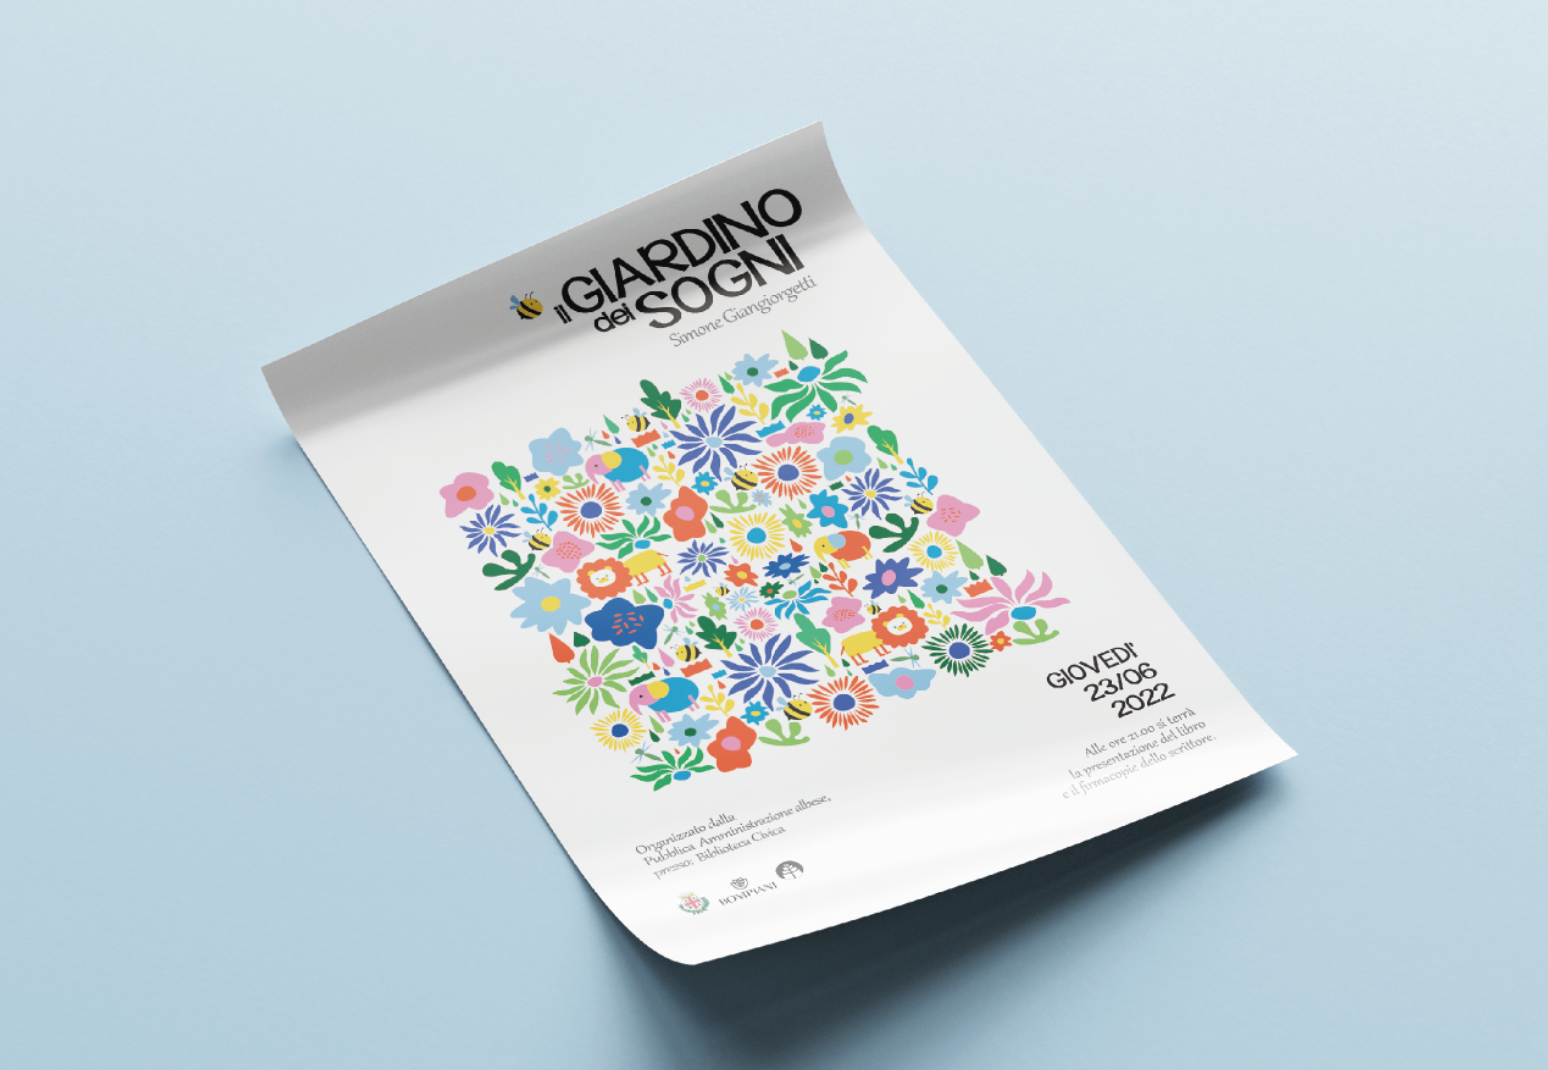 il GIARDINO
dei SOGNI
Simone Giangiorgetti
GIOVEDI'
23/06
2022
Alle ore 21.00 si terrà
la presentazione del libro
e il firmacopie dello scrittore.
Organizzato dalla
Pubblica Amministrazione albese,
presso: Biblioteca Civica
BOMPIANI